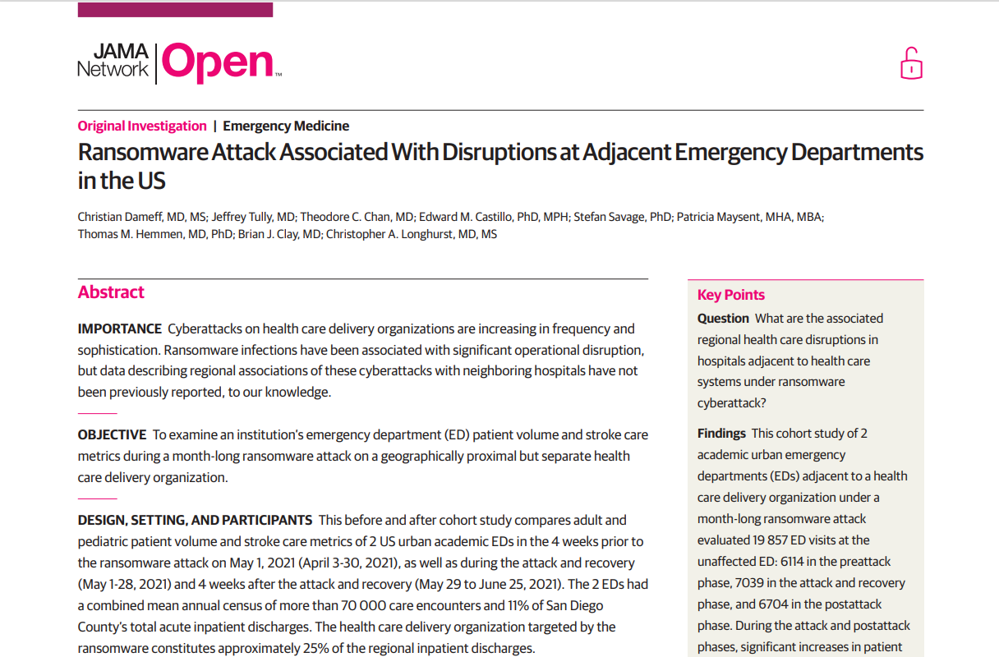 JAMA
Network
Open™
Original Investigation | Emergency Medicine
Ransomware Attack Associated With Disruptions at Adjacent Emergency Departments
in the US
Christian Dameff, MD, MS; Jeffrey Tully, MD; Theodore C. Chan, MD; Edward M. Castillo, PhD, MPH; Stefan Savage, PhD; Patricia Maysent, MHA, MBA;
Thomas M. Hemmen, MD, PhD; Brian J. Clay, MD; Christopher A. Longhurst, MD, MS
Abstract
IMPORTANCE Cyberattacks on health care delivery organizations are increasing in frequency and
sophistication. Ransomware infections have been associated with significant operational disruption,
but data describing regional associations of these cyberattacks with neighboring hospitals have not
been previously reported, to our knowledge.
OBJECTIVE To examine an institution's emergency department (ED) patient volume and stroke care
metrics during a month-long ransomware attack on a geographically proximal but separate health
care delivery organization.
DESIGN, SETTING, AND PARTICIPANTS This before and after cohort study compares adult and
pediatric patient volume and stroke care metrics of 2 US urban academic EDs in the 4 weeks prior to
the ransomware attack on May 1, 2021 (April 3-30, 2021), as well as during the attack and recovery
(May 1-28, 2021) and 4 weeks after the attack and recovery (May 29 to June 25, 2021). The 2 EDs had
a combined mean annual census of more than 70 000 care encounters and 11% of San Diego
County's total acute inpatient discharges. The health care delivery organization targeted by the
ransomware constitutes approximately 25% of the regional inpatient discharges.
Key Points
Question What are the associated
regional health care disruptions in
hospitals adjacent to health care
systems under ransomware
cyberattack?
Findings This cohort study of 2
academic urban emergency
departments (EDs) adjacent to a health
care delivery organization under a
month-long ransomware attack
evaluated 19 857 ED visits at the
unaffected ED: 6114 in the preattack
phase, 7039 in the attack and recovery
phase, and 6704 in the postattack
phase. During the attack and postattack
phases, significant increases in patient